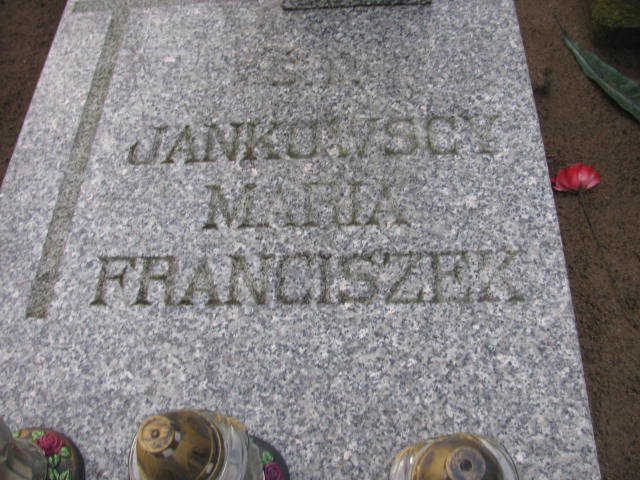 Ś.P.
JANKOWSCY
MARIA
FRANCISZEK